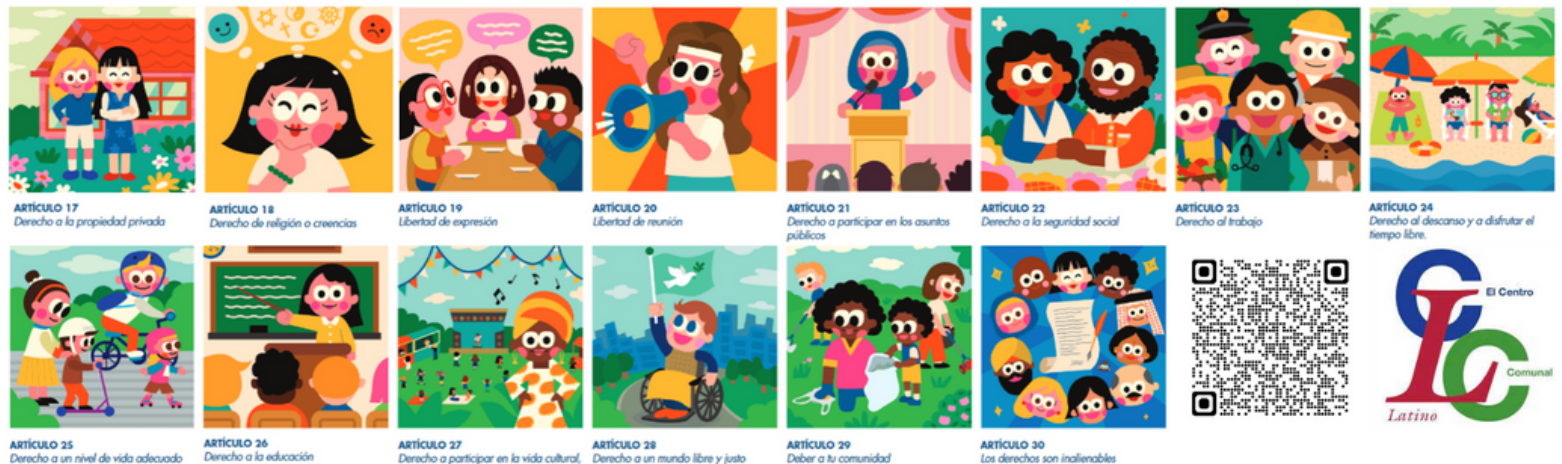 ARTÍCULO 17
Derecho a la propiedad privada
ARTÍCULO 18
Derecho de religión o creencias
ARTÍCULO 19
Libertad de expresión
ARTÍCULO 20
Libertad de reunión
ARTÍCULO 21
Derecho a participar en los asuntos
públicos
ARTÍCULO 22
Derecho a la seguridad social
ARTÍCULO 23
Derecho al trabajo
ARTÍCULO 24
Derecho al descanso y a disfrutar el
tiempo libre.
ARTÍCULO 25
Derecho a un nivel de vida adecuado
ARTÍCULO 26
Derecho a la educación
ARTÍCULO 27
Derecho a participar en la vida cultural,
ARTÍCULO 28
Derecho a un mundo libre y justo
ARTÍCULO 29
Deber a tu comunidad
ARTÍCULO 30
Los derechos son inalienables
C
El Centro
L
Latino
C
Comunal